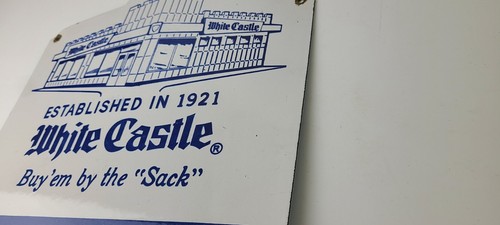 White Castle
White Castle
ESTABLISHED IN 1921
White Castle®
Buy'em by the "Sack"